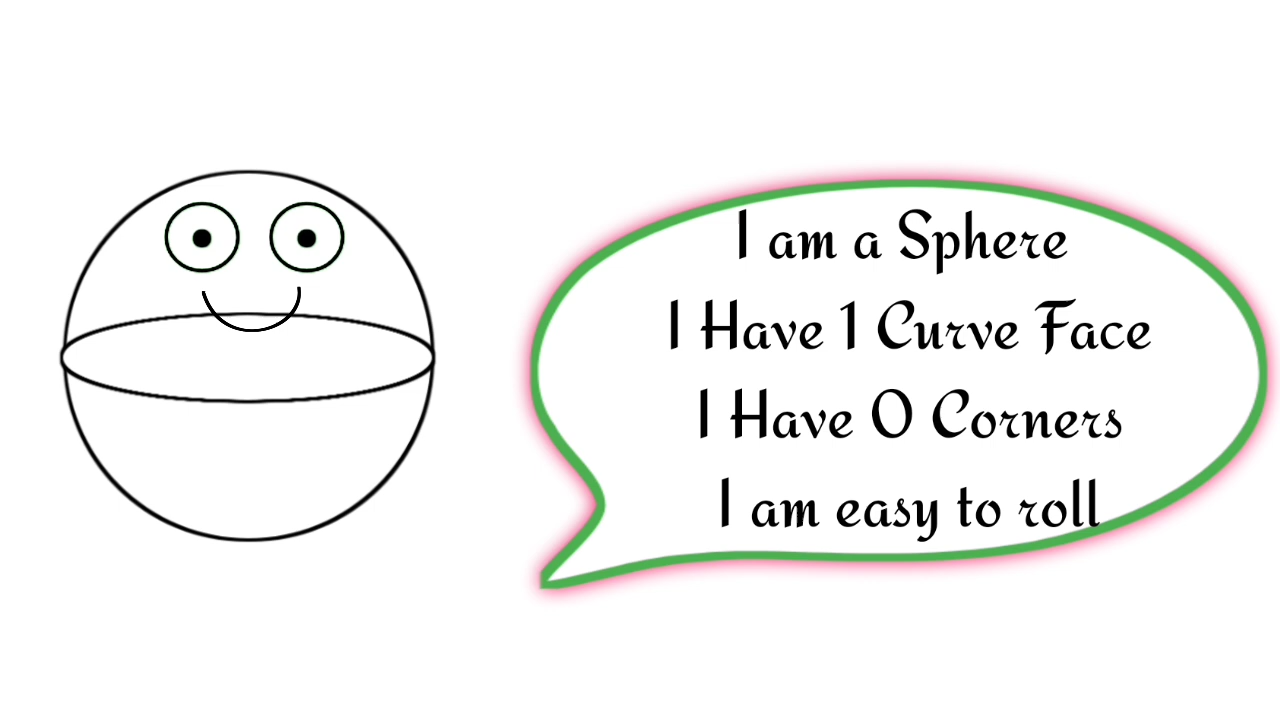 I am a Sphere
I Have 1 Curve Face
I Have 0 Corners
I am easy to roll